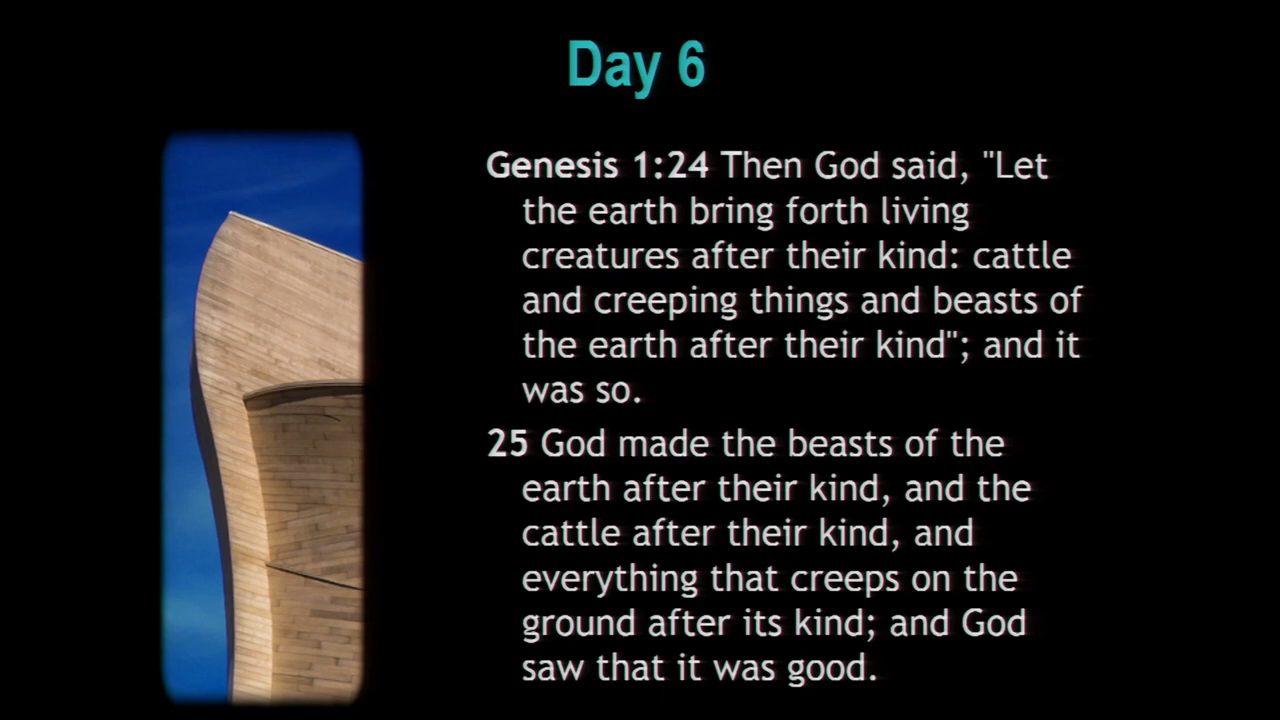 Day 6
Genesis 1:24 Then God said, "Let
the earth bring forth living
creatures after their kind: cattle
and creeping things and beasts of
the earth after their kind"; and it
was so.
25 God made the beasts of the
earth after their kind, and the
cattle after their kind, and
everything that creeps on the
ground after its kind; and God
saw that it was good.